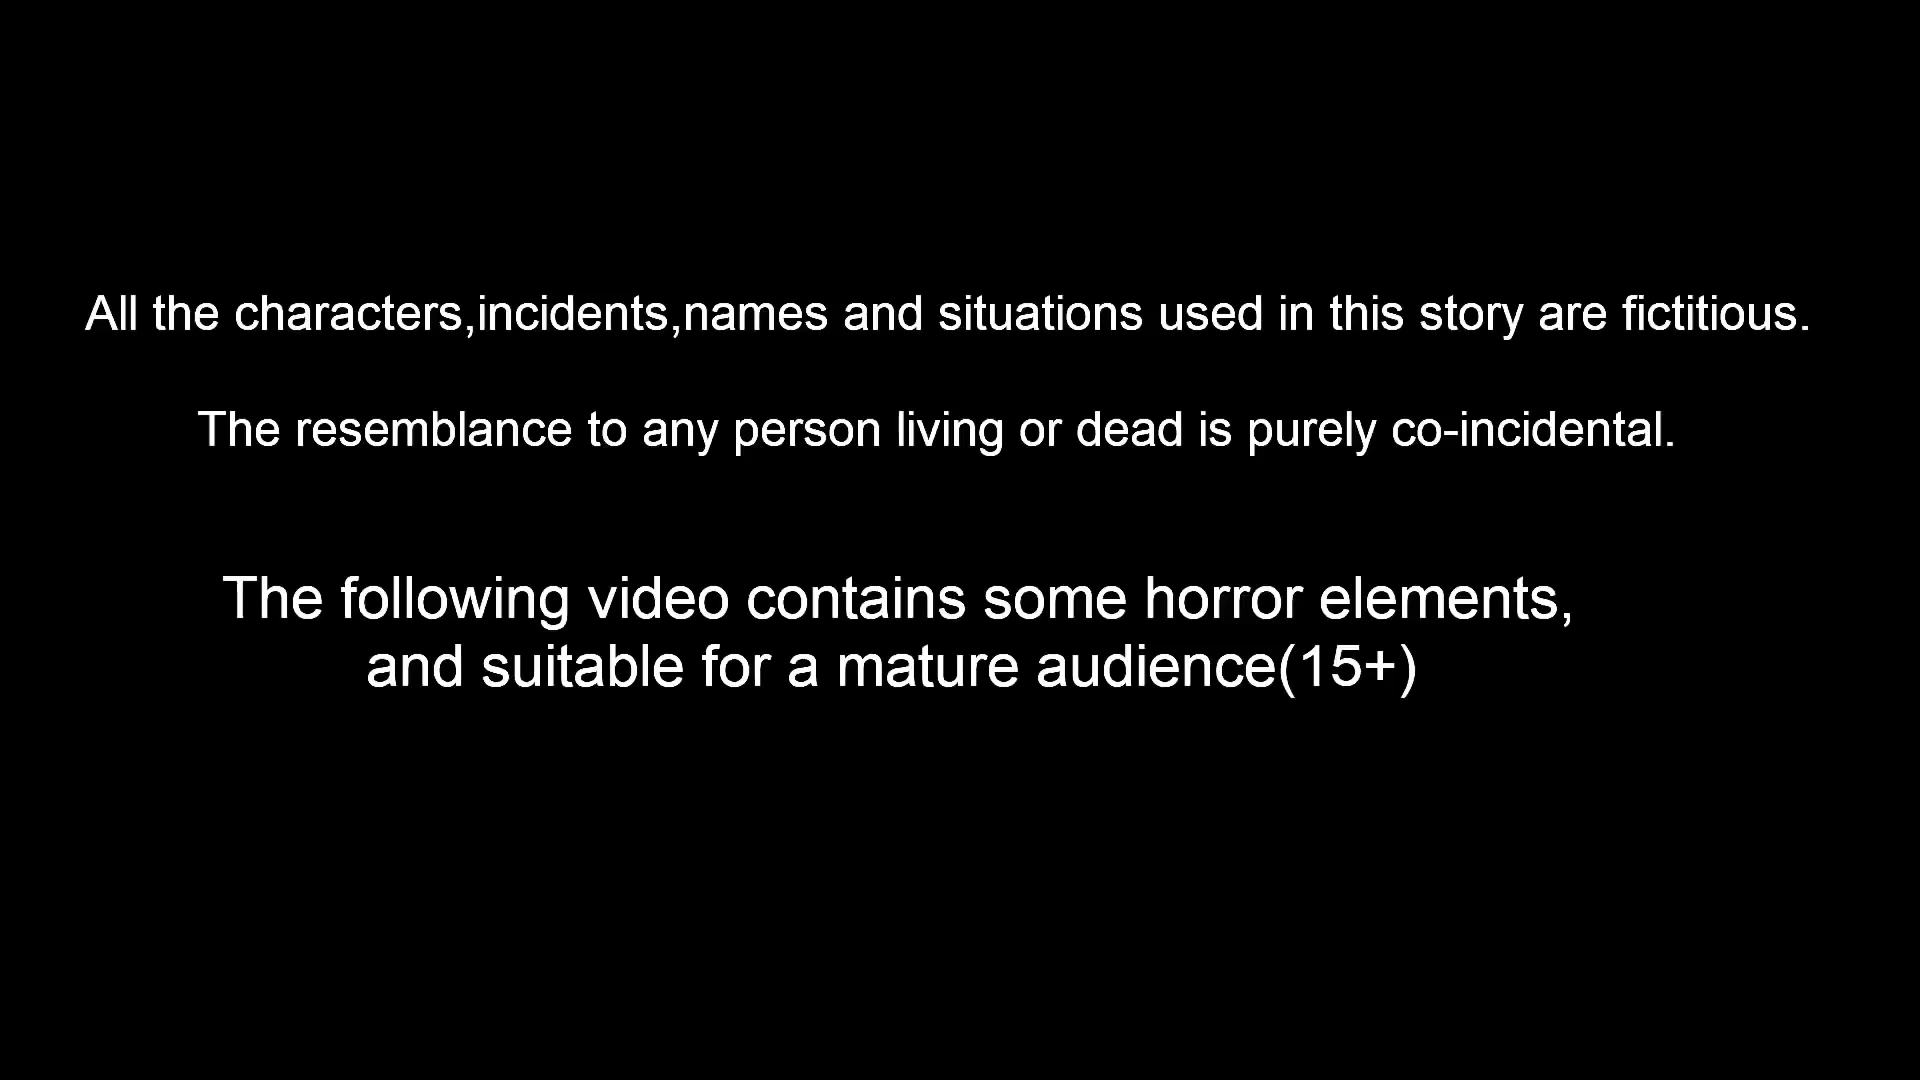 All the characters,incidents,names and situations used in this story are fictitious.
The resemblance to any person living or dead is purely co-incidental.
The following video contains some horror elements,
and suitable for a mature audience(15+)